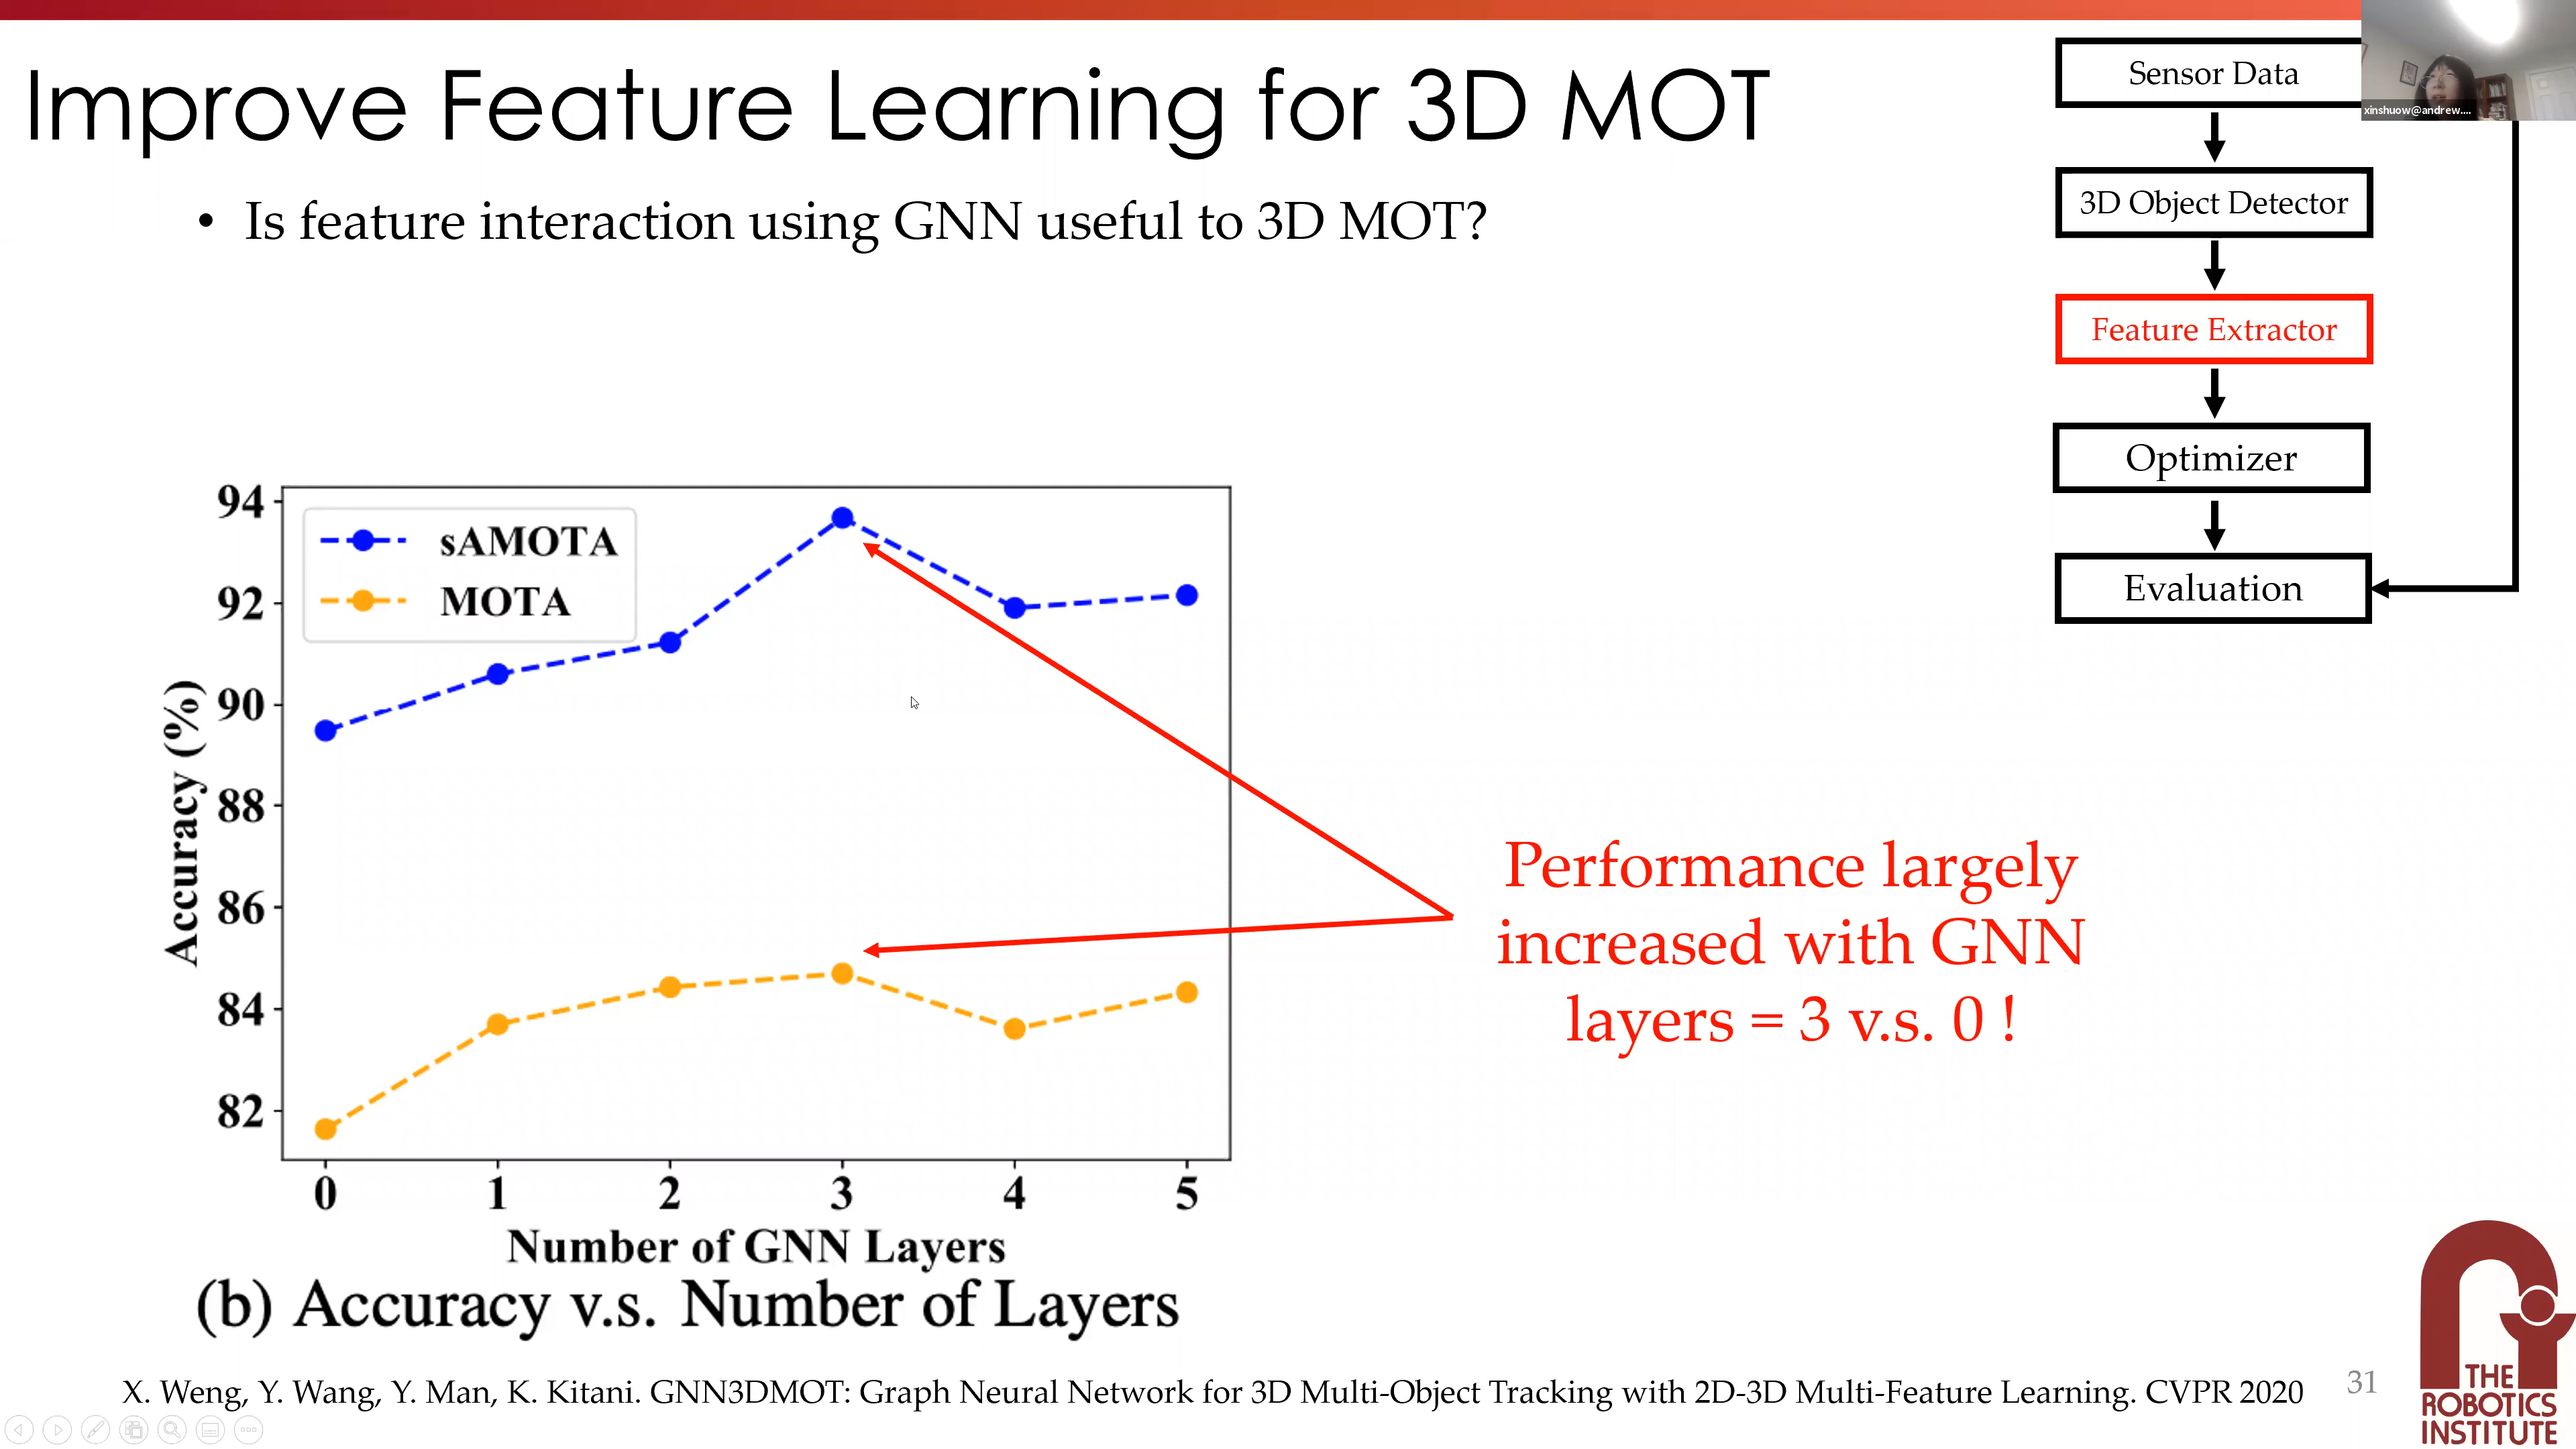 Improve Feature Learning for 3D MOT
• Is feature interaction using GNN useful to 3D MOT?
Sensor Data
xinshuow@andrew....
3D Object Detector
Feature Extractor
Optimizer
Evaluation
94
92
90
88
86
84
82
Accuracy (%)
sAMOTA
MOTA
0 1 2 3 4 5
Number of GNN Layers
(b) Accuracy v.s. Number of Layers
Performance largely
increased with GNN
layers = 3 v.s. 0 !
X. Weng, Y. Wang, Y. Man, K. Kitani. GNN3DMOT: Graph Neural Network for 3D Multi-Object Tracking with 2D-3D Multi-Feature Learning. CVPR 2020
31
THE
ROBOTICS
INSTITUTE